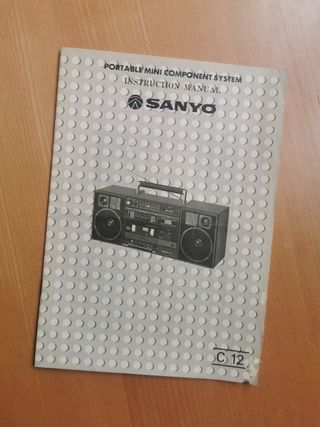 PORTABLE MINI COMPONENT SYSTEM
INSTRUCTION MANUAL
SANYO
C 12